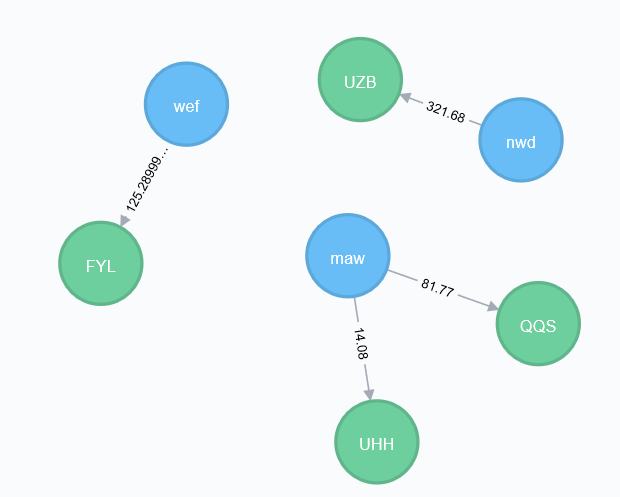 UZB
wef
321.68
nwd
125.28999...
FYL
maw
81.77
QQS
14.08
UHH